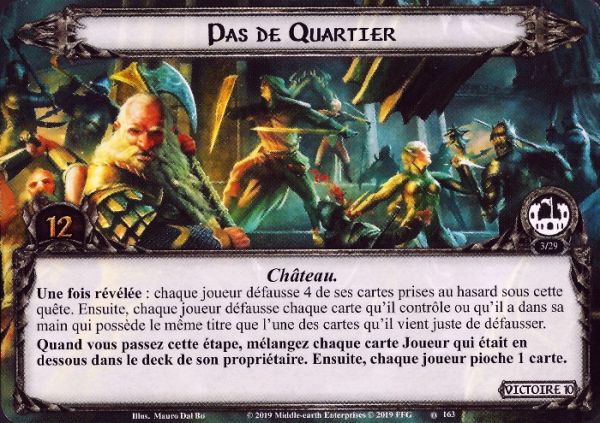 Pas de Quartier
12
3/29
Château.
Une fois révélée : chaque joueur défausse 4 de ses cartes prises au hasard sous cette
quête. Ensuite, chaque joueur défausse chaque carte qu'il contrôle ou qu'il a dans sa
main qui possède le même titre que l'une des cartes qu'il vient juste de défausser.
Quand vous passez cette étape, mélangez chaque carte Joueur qui était en
dessous dans le deck de son propriétaire. Ensuite, chaque joueur pioche 1 carte.
VICTOIRE 10
Illus. Mauro Dal Bo © 2019 Middle-earth Enterprises © 2019 FFG 163